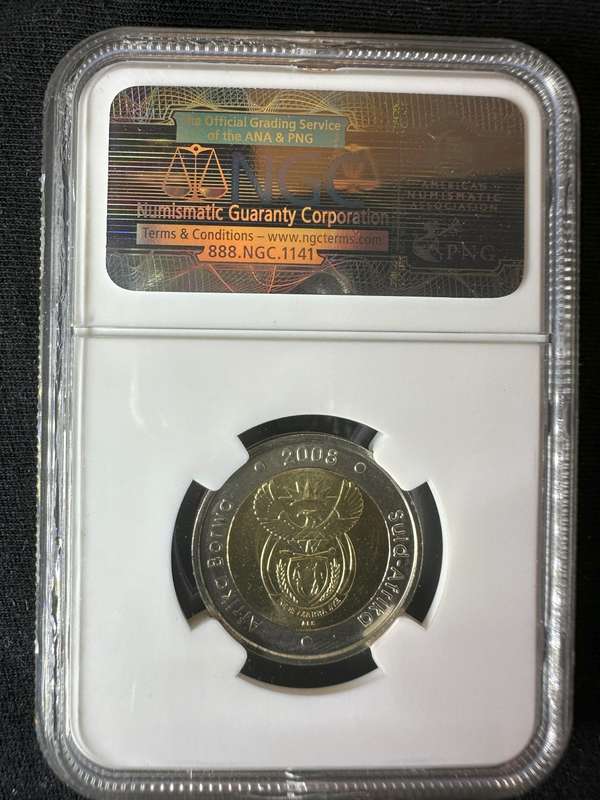 The Official Grading Service
of the ANA & PNG
NGC
Numismatic Guaranty Corporation
Terms & Conditions – www.ngcterms.com
888.NGC.1141
AMERICAN
NUMISMATIC
ASSOCIATION
PNG
2008
Afrika Borwa
Suid-Afrika
ALS